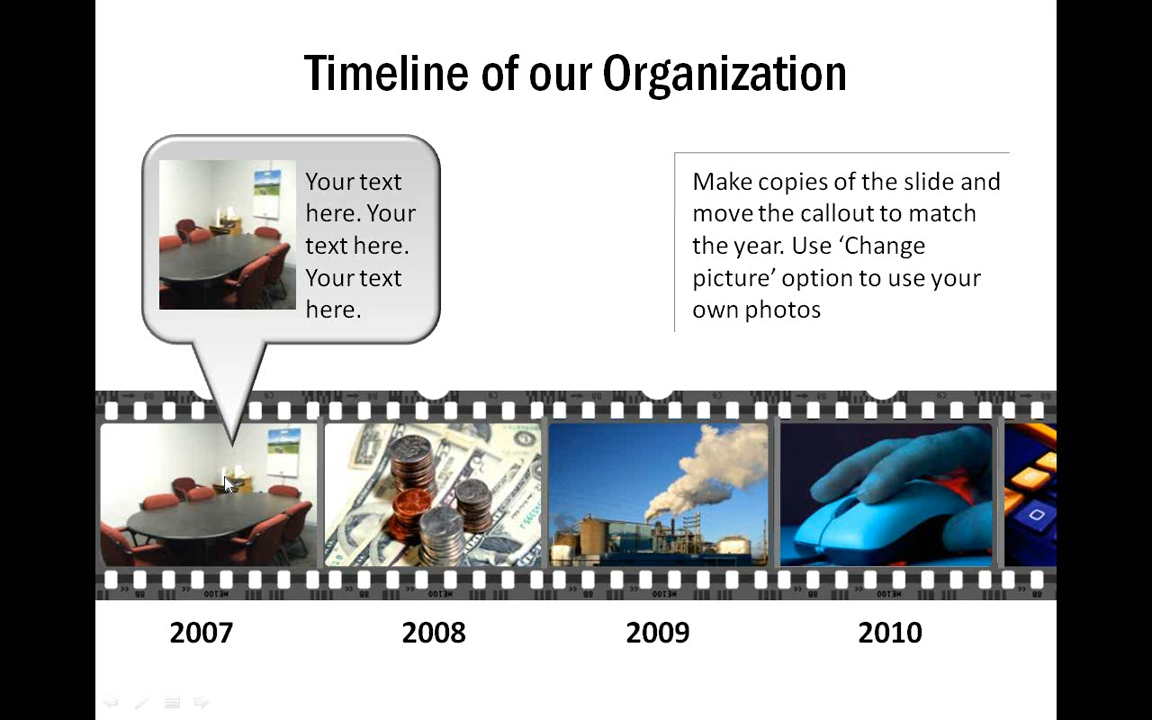 Timeline of our Organization
Your text
here. Your
text here.
Your text
here.
Make copies of the slide and
move the callout to match
the year. Use ‘Change
picture’ option to use your
own photos
2007
2008
2009
2010